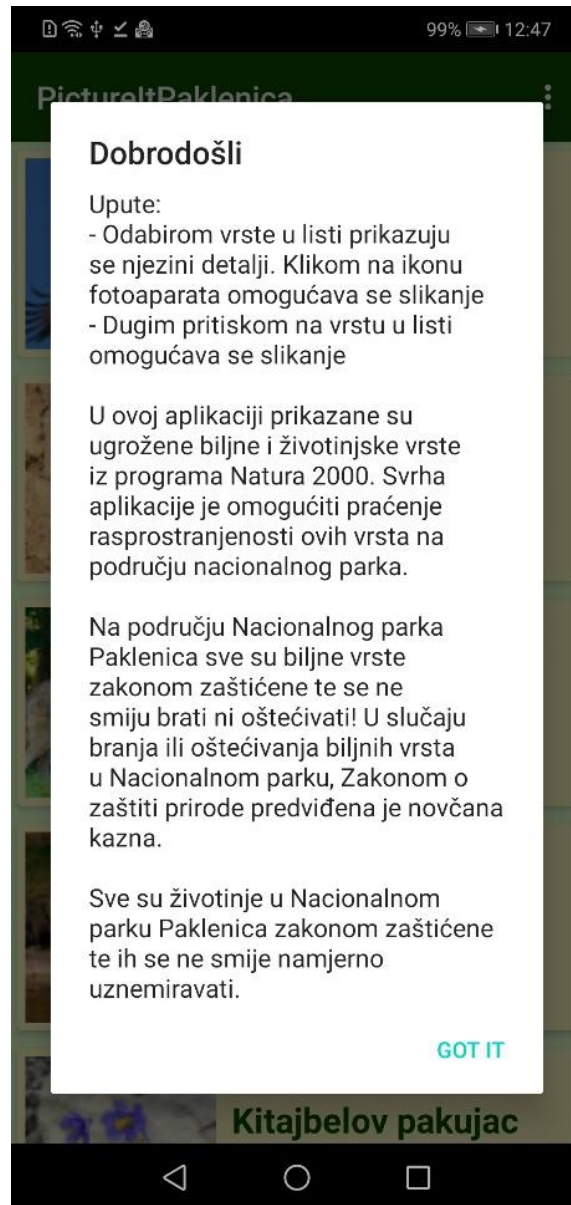 99% 12:47
PictureItPaklenica
Dobrodošli
Upute:
- Odabirom vrste u listi prikazuju
se njezini detalji. Klikom na ikonu
fotoaparata omogućava se slikanje
- Dugim pritiskom na vrstu u listi
omogućava se slikanje
U ovoj aplikaciji prikazane su
ugrožene biljne i životinjske vrste
iz programa Natura 2000. Svrha
aplikacije je omogućiti praćenje
rasprostranjenosti ovih vrsta na
području nacionalnog parka.
Na području Nacionalnog parka
Paklenica sve su biljne vrste
zakonom zaštićene te se ne
smiju brati ni oštećivati! U slučaju
branja ili oštećivanja biljnih vrsta
u Nacionalnom parku, Zakonom o
zaštiti prirode predviđena je novčana
kazna.
Sve su životinje u Nacionalnom
parku Paklenica zakonom zaštićene
te ih se ne smije namjerno
uznemiravati.
GOT IT
Kitajbelov pakujac